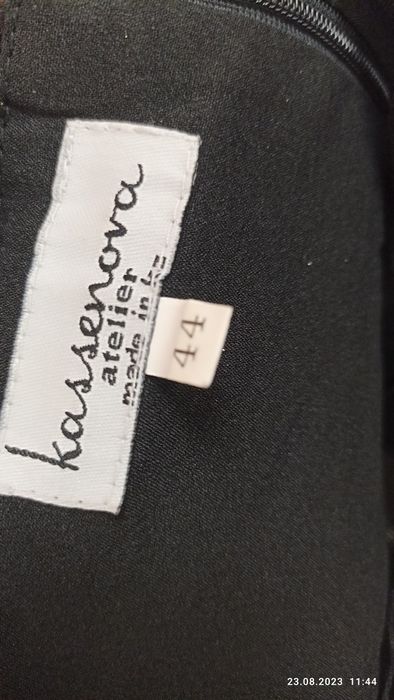 kassenova
atelier
made in kz
44
23.08.2023 11:44